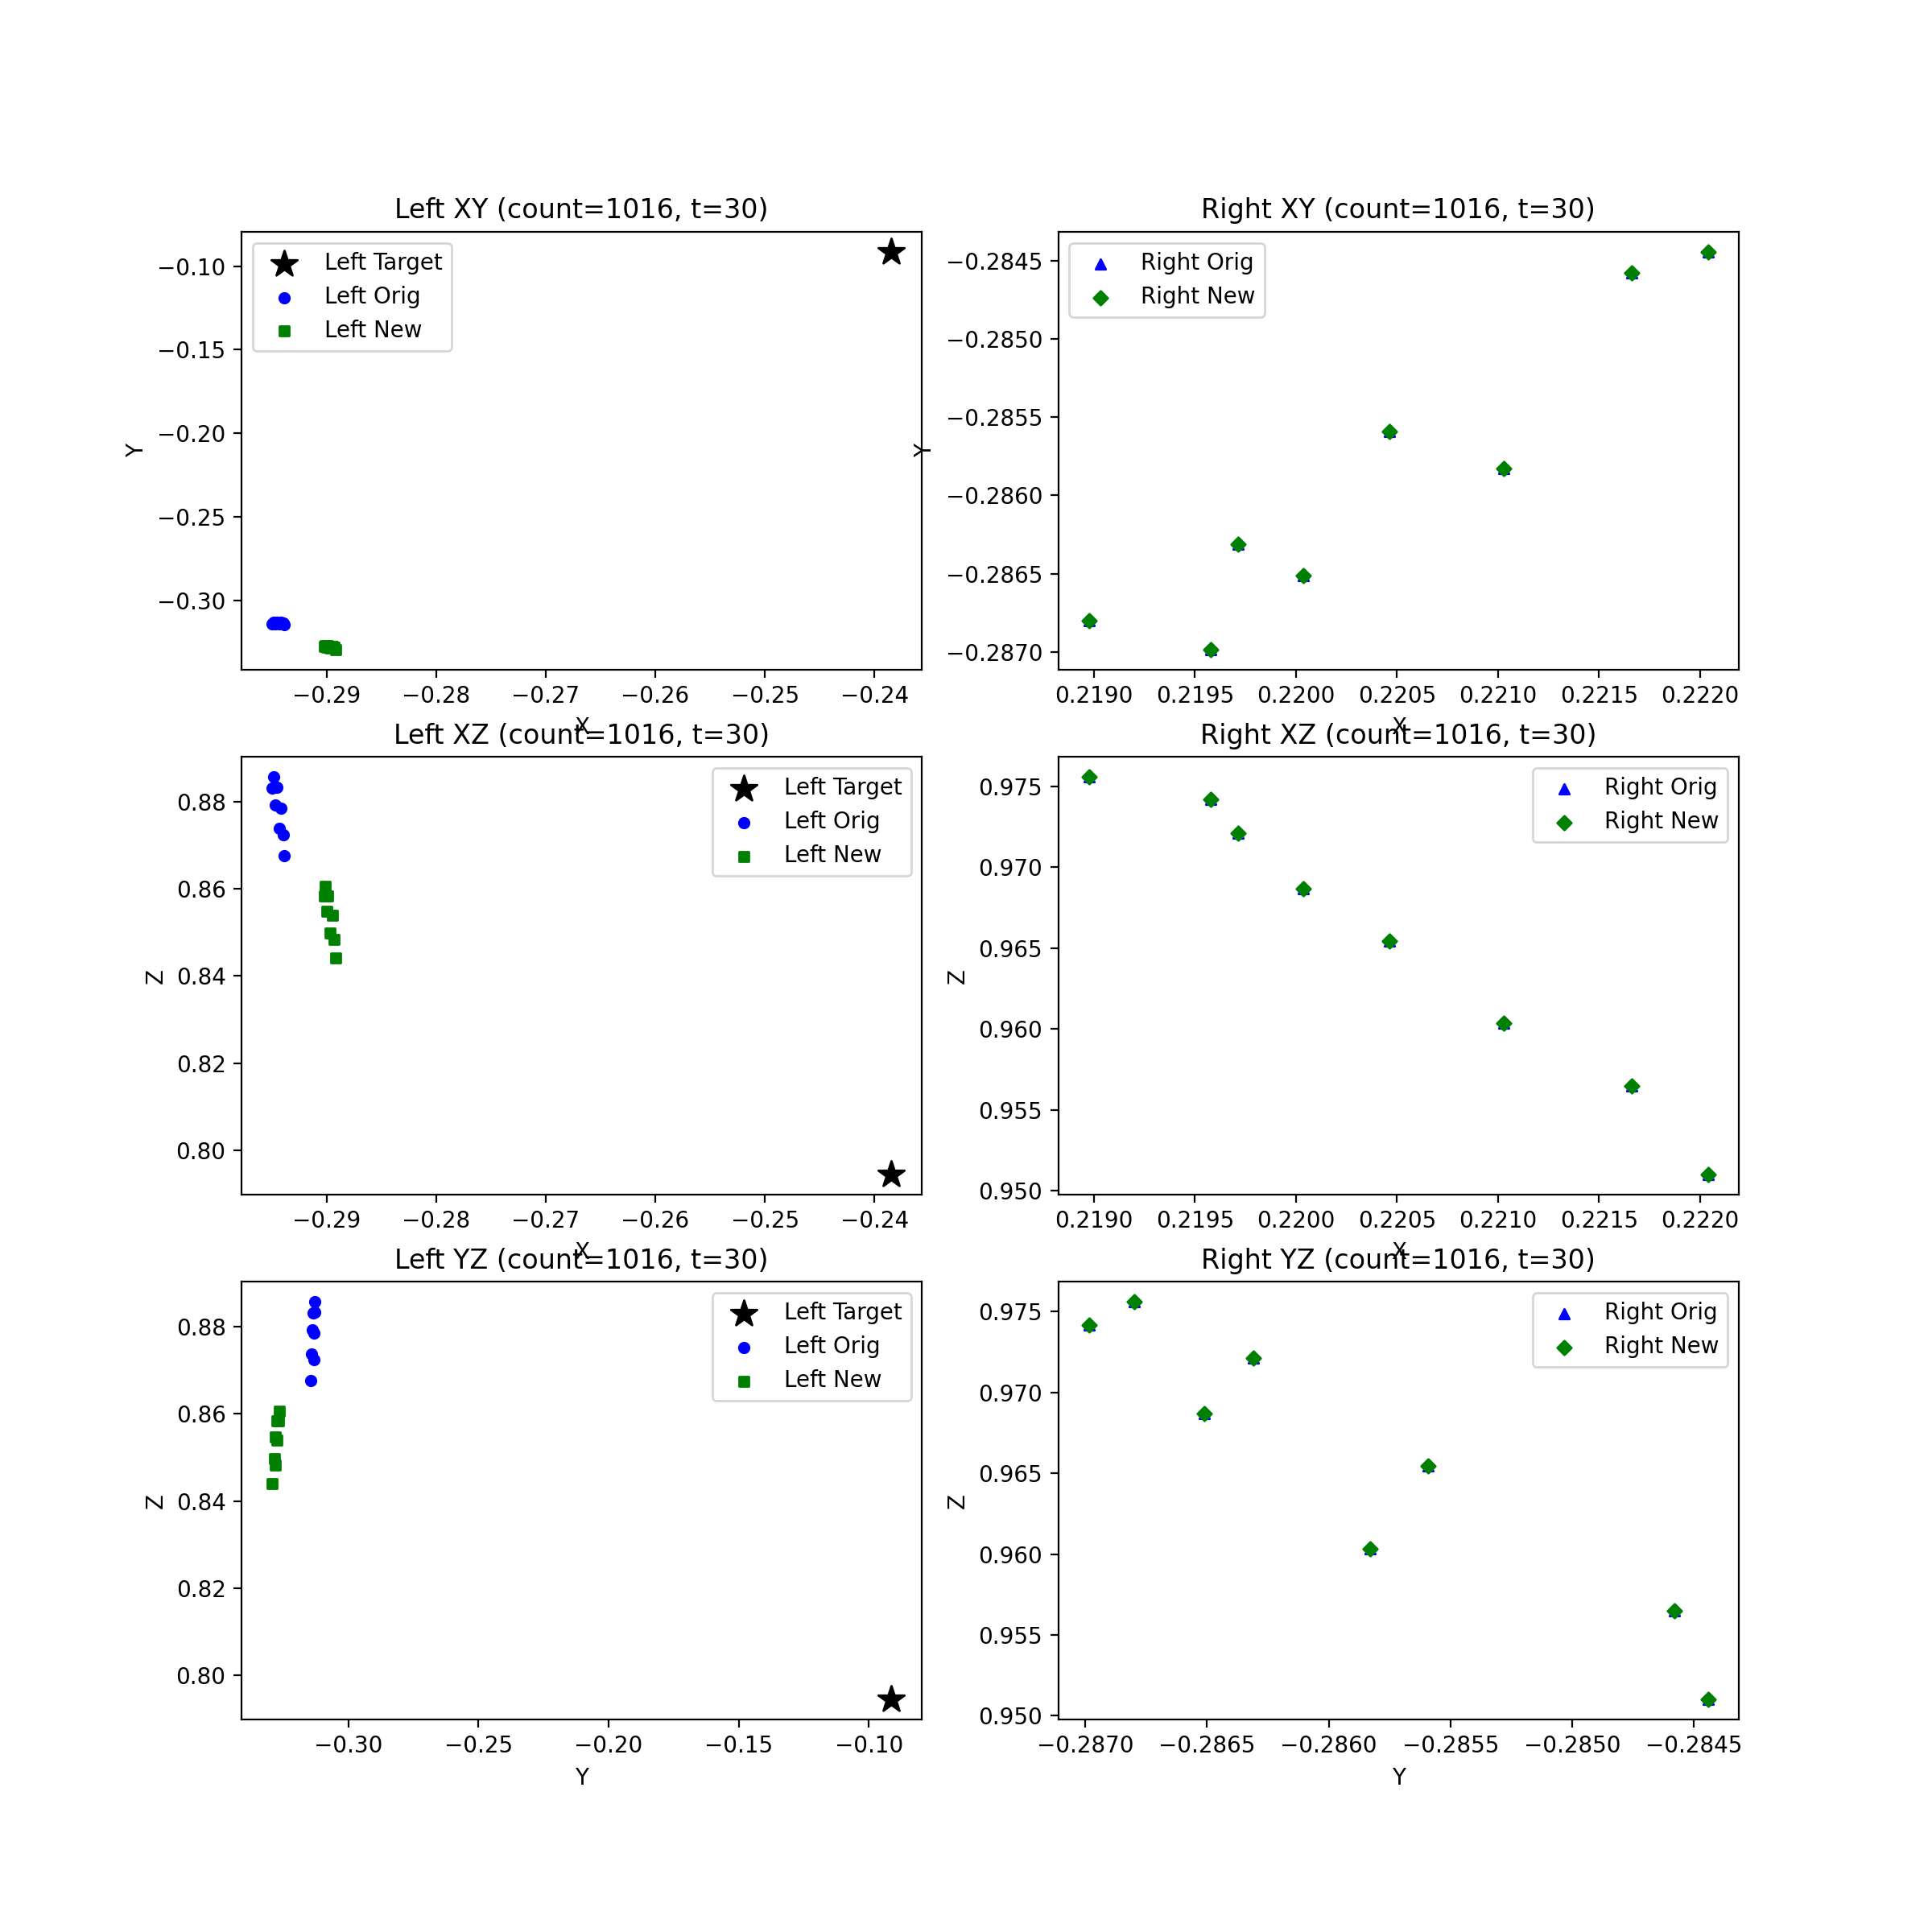 Left XY (count=1016, t=30)
Left Target
Left Orig
Left New
−0.10
−0.15
−0.20
−0.25
−0.30
Y
−0.29
−0.28
−0.27
−0.26
−0.25
−0.24
X
Right XY (count=1016, t=30)
Right Orig
Right New
−0.2845
−0.2850
−0.2855
−0.2860
−0.2865
−0.2870
Y
0.2190
0.2195
0.2200
0.2205
0.2210
0.2215
0.2220
X
Left XZ (count=1016, t=30)
Left Target
Left Orig
Left New
0.88
0.86
0.84
0.82
0.80
Z
−0.29
−0.28
−0.27
−0.26
−0.25
−0.24
X
Right XZ (count=1016, t=30)
Right Orig
Right New
0.975
0.970
0.965
0.960
0.955
0.950
Z
0.2190
0.2195
0.2200
0.2205
0.2210
0.2215
0.2220
X
Left YZ (count=1016, t=30)
Left Target
Left Orig
Left New
0.88
0.86
0.84
0.82
0.80
Z
−0.30
−0.25
−0.20
−0.15
−0.10
Y
Right YZ (count=1016, t=30)
Right Orig
Right New
0.975
0.970
0.965
0.960
0.955
0.950
Z
−0.2870
−0.2865
−0.2860
−0.2855
−0.2850
−0.2845
Y